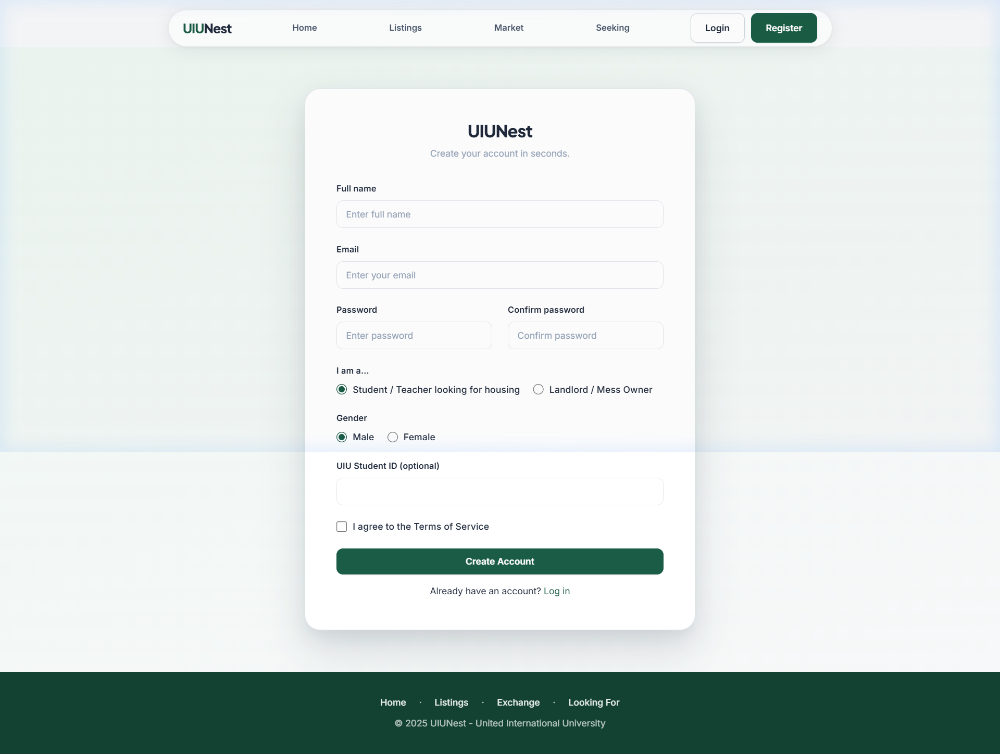 UIUNest Home Listings Market Seeking Login Register
UIUNest
Create your account in seconds.
Full name
Enter full name
Email
Enter your email
Password Confirm password
Enter password Confirm password
I am a...
Student / Teacher looking for housing Landlord / Mess Owner
Gender
Male Female
UIU Student ID (optional)
I agree to the Terms of Service
Create Account
Already have an account? Log in
Home · Listings · Exchange · Looking For
© 2025 UIUNest - United International University